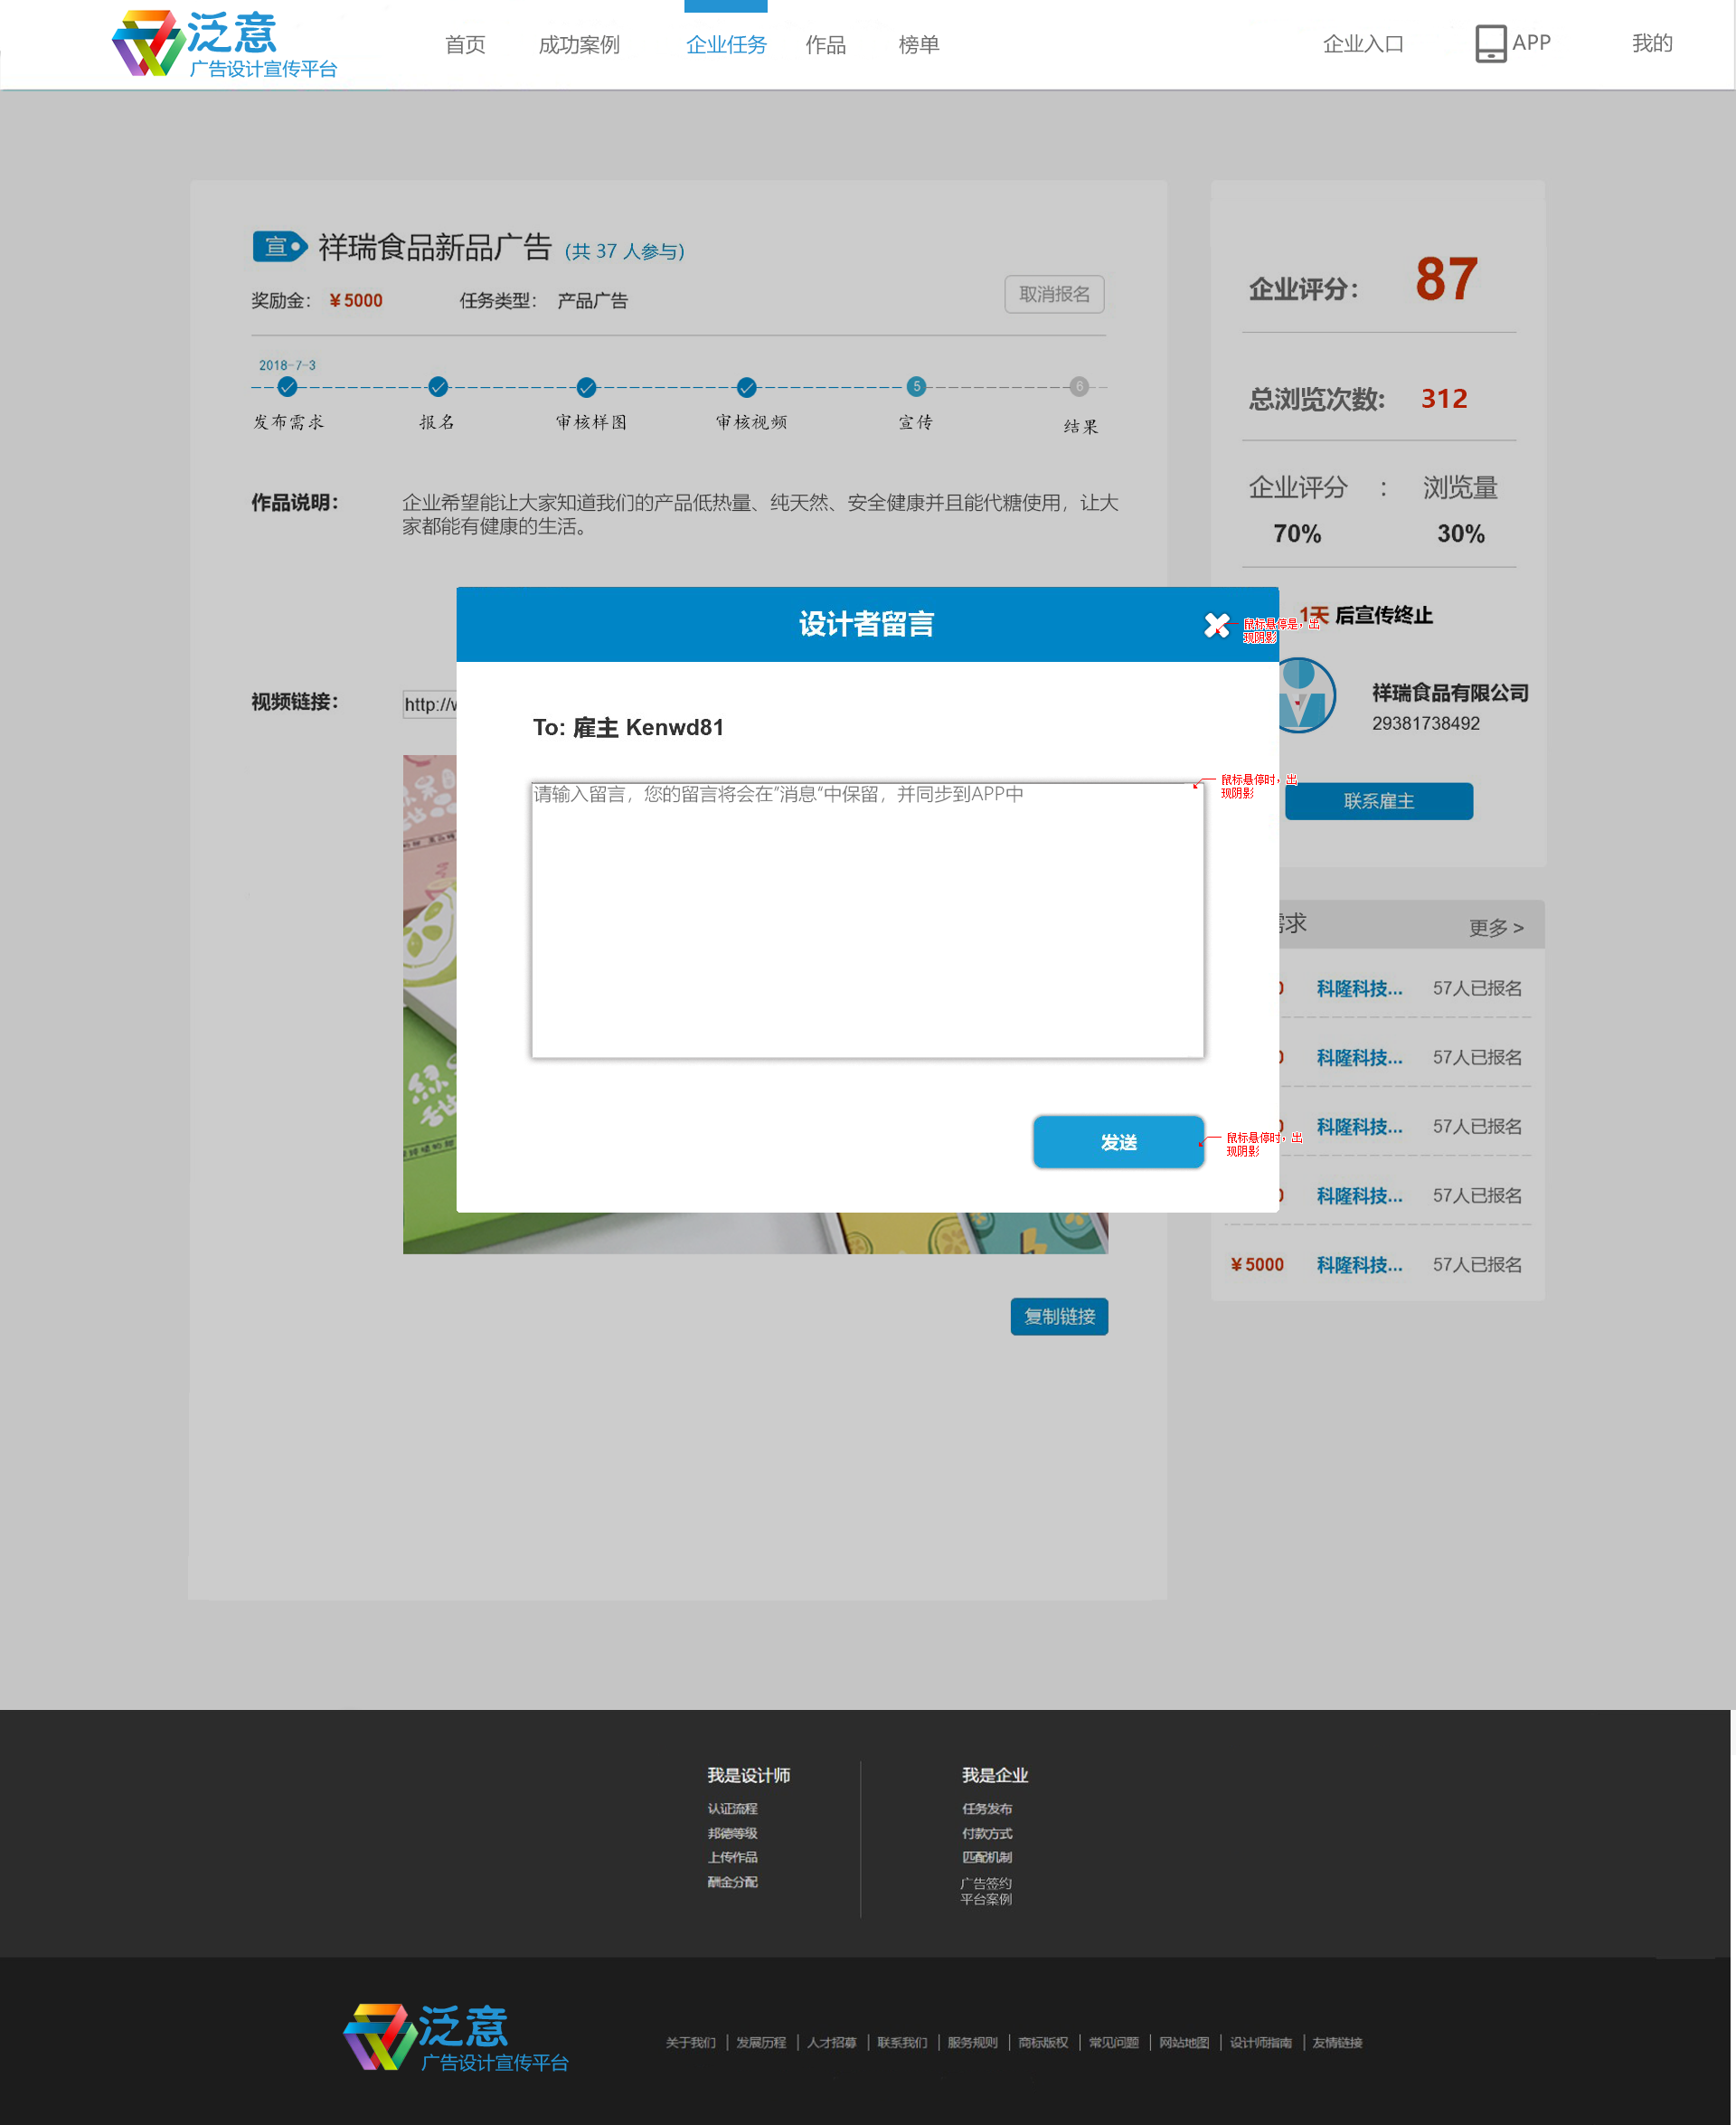 泛意
广告设计宣传平台
首页
成功案例
企业任务
作品
榜单
企业入口
APP
我的
宣
祥瑞食品新品广告 (共 37 人参与)
奖励金： ￥5000 任务类型： 产品广告
取消报名
2018-7-3
5
6
发布需求
报名
审核样图
审核视频
宣传
结果
作品说明：
企业希望能让大家知道我们的产品低热量、纯天然、安全健康并且能代糖使用，让大
家都能有健康的生活。
视频链接：
http://
企业评分： 87
总浏览次数: 312
企业评分 : 浏览量
70% 30%
1天 后宣传终止
祥瑞食品有限公司
29381738492
联系雇主
设计者留言
鼠标悬停是，出
现阴影
To: 雇主 Kenwd81
请输入留言，您的留言将会在”消息“中保留，并同步到APP中
鼠标悬停时，出
现阴影
发送
鼠标悬停时，出
现阴影
求
更多 >
科隆科技... 57人已报名
科隆科技... 57人已报名
科隆科技... 57人已报名
科隆科技... 57人已报名
￥5000 科隆科技... 57人已报名
复制链接
我是设计师
认证流程
邦德等级
上传作品
酬金分配
我是企业
任务发布
付款方式
匹配机制
广告签约
平台案例
泛意
广告设计宣传平台
关于我们 | 发展历程 | 人才招募 | 联系我们 | 服务规则 | 商标版权 | 常见问题 | 网站地图 | 设计师指南 | 友情链接